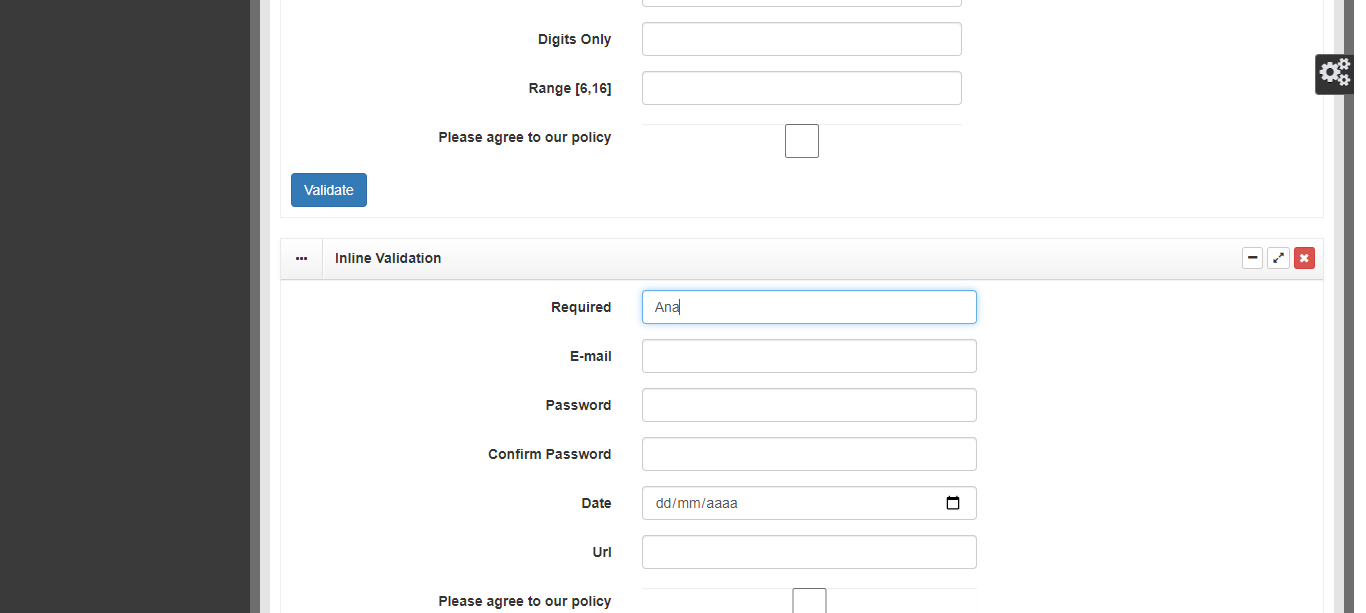 Digits Only
Range [6,16]
Please agree to our policy
Validate
Inline Validation
Required Ana
E-mail
Password
Confirm Password
Date dd/mm/aaaa
Url
Please agree to our policy